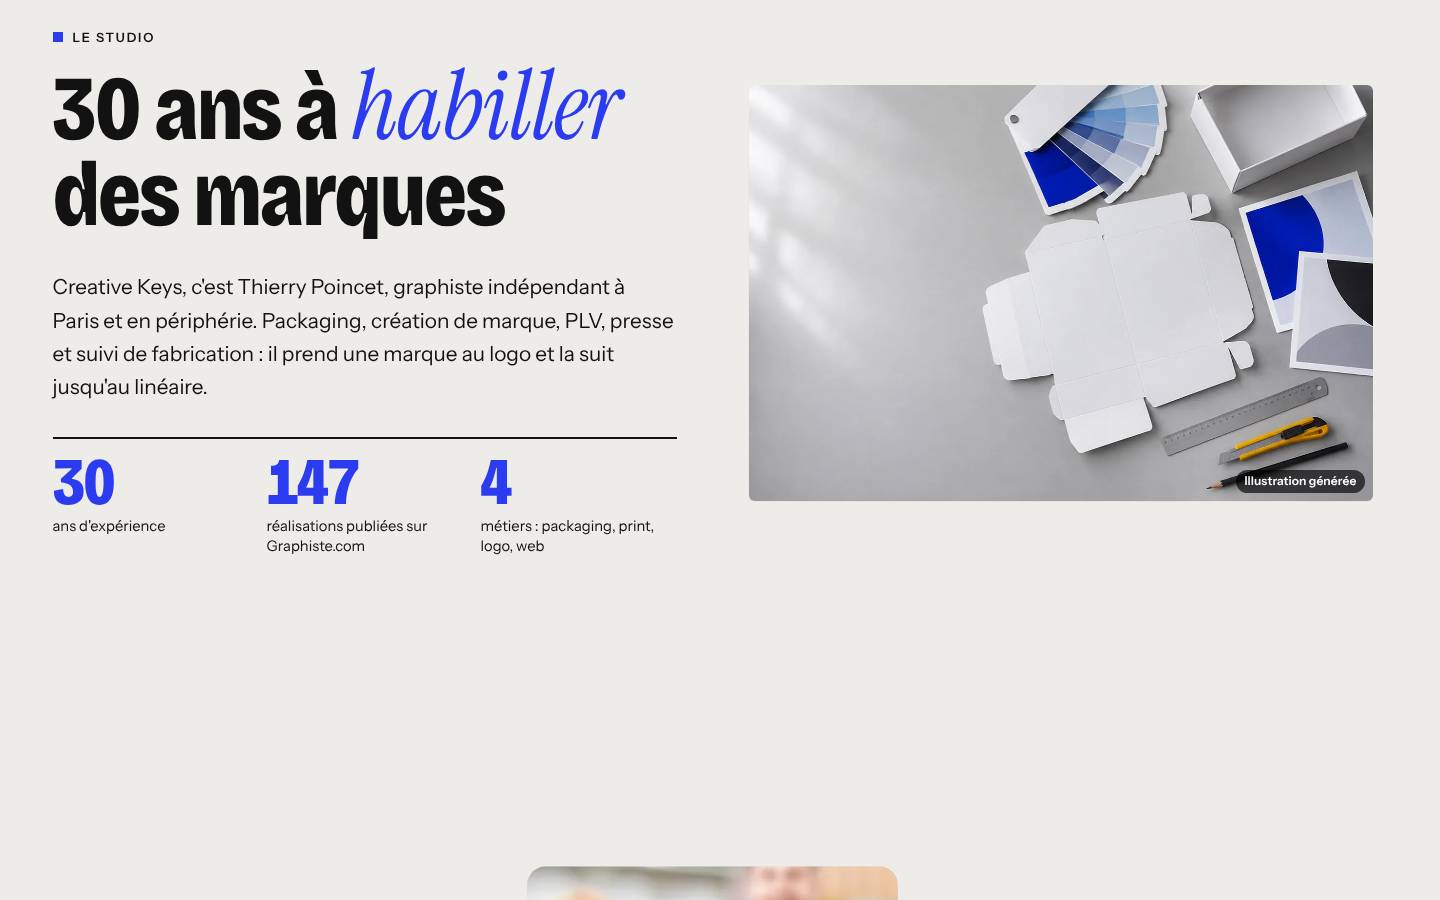 LE STUDIO
30 ans à habiller
des marques
Creative Keys, c'est Thierry Poincet, graphiste indépendant à
Paris et en périphérie. Packaging, création de marque, PLV, presse
et suivi de fabrication : il prend une marque au logo et la suit
jusqu'au linéaire.
30
ans d'expérience
147
réalisations publiées sur
Graphiste.com
4
métiers : packaging, print,
logo, web
Illustration générée